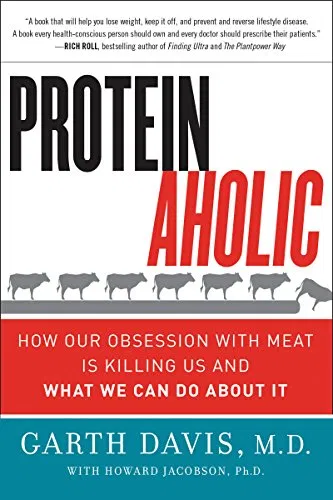 "A book that will help you lose weight, keep it off, and prevent and reverse lifestyle disease.
A book every health-conscious person should own and every doctor should prescribe their patients."
—RICH ROLL, bestselling author of Finding Ultra and The Plantpower Way
PROTEIN
AHOLIC
HOW OUR OBSESSION WITH MEAT
IS KILLING US AND
WHAT WE CAN DO ABOUT IT
GARTH DAVIS, M.D.
WITH HOWARD JACOBSON, Ph.D.